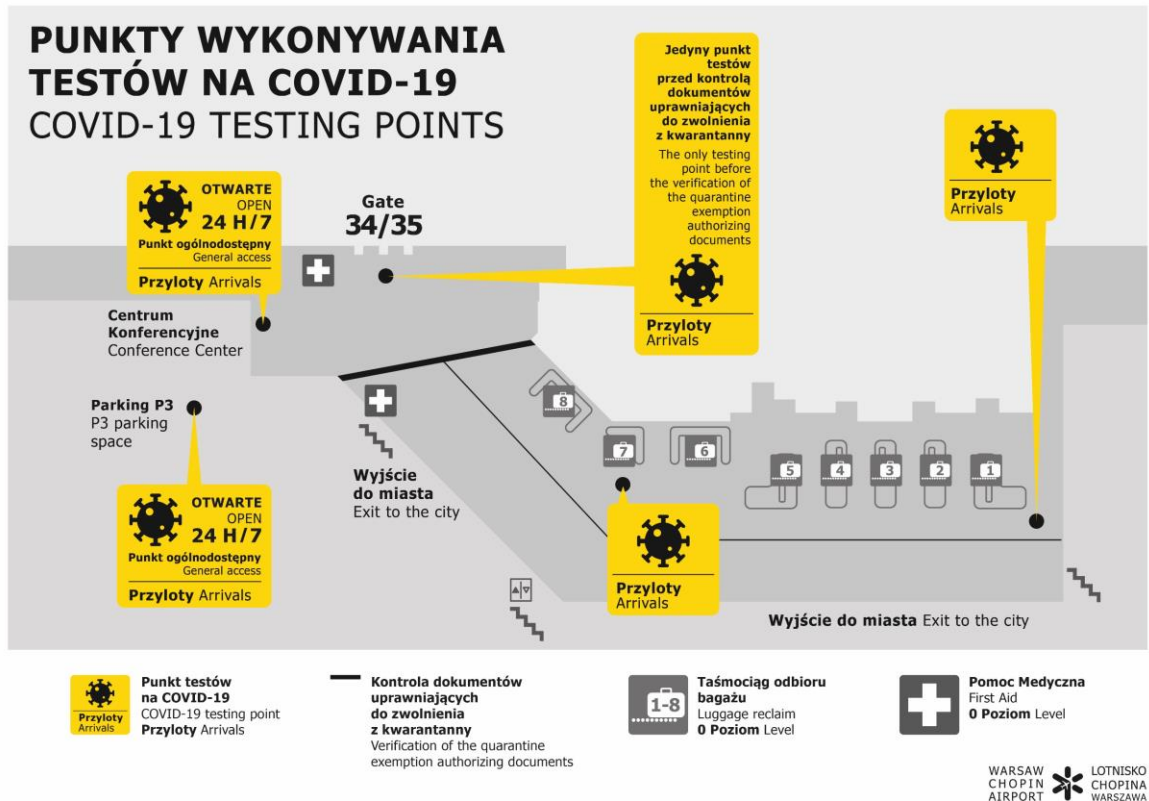 PUNKTY WYKONYWANIA
TESTÓW NA COVID-19
COVID-19 TESTING POINTS
Jedyny punkt
testów
przed kontrolą
dokumentów
uprawniających
do zwolnienia
z kwarantanny
The only testing
point before
the verification of
the quarantine
exemption
authorizing
documents
Przyloty
Arrivals
Przyloty
Arrivals
OTWARTE
OPEN
24 H/7
Punkt ogólnodostępny
General access
Przyloty Arrivals
Gate
34/35
Centrum
Konferencyjne
Conference Center
Parking P3
P3 parking
space
OTWARTE
OPEN
24 H/7
Punkt ogólnodostępny
General access
Przyloty Arrivals
Wyjście
do miasta
Exit to the city
8
7
6
5
4
3
2
1
Przyloty
Arrivals
Wyjście do miasta Exit to the city
Przyloty
Arrivals
Punkt testów
na COVID-19
COVID-19 testing point
Przyloty Arrivals
Kontrola dokumentów
uprawniających
do zwolnienia
z kwarantanny
Verification of the quarantine
exemption authorizing documents
1-8
Taśmociąg odbioru
bagażu
Luggage reclaim
0 Poziom Level
Pomoc Medyczna
First Aid
0 Poziom Level
WARSAW
CHOPIN
AIRPORT
LOTNISKO
CHOPINA
WARSZAWA